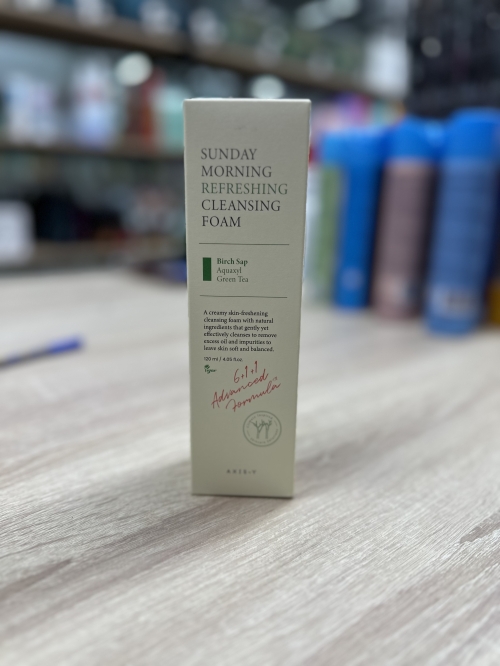 SUNDAY
MORNING
REFRESHING
CLEANSING
FOAM
Birch Sap
Aquaxyl
Green Tea
A creamy skin-freshening
cleansing foam with natural
ingredients that gently yet
effectively cleanses to remove
excess oil and impurities to
leave skin soft and balanced.
120 ml / 4.05 fl.oz
Vegan
6+1+1
Advanced
Formula
AXIS-Y